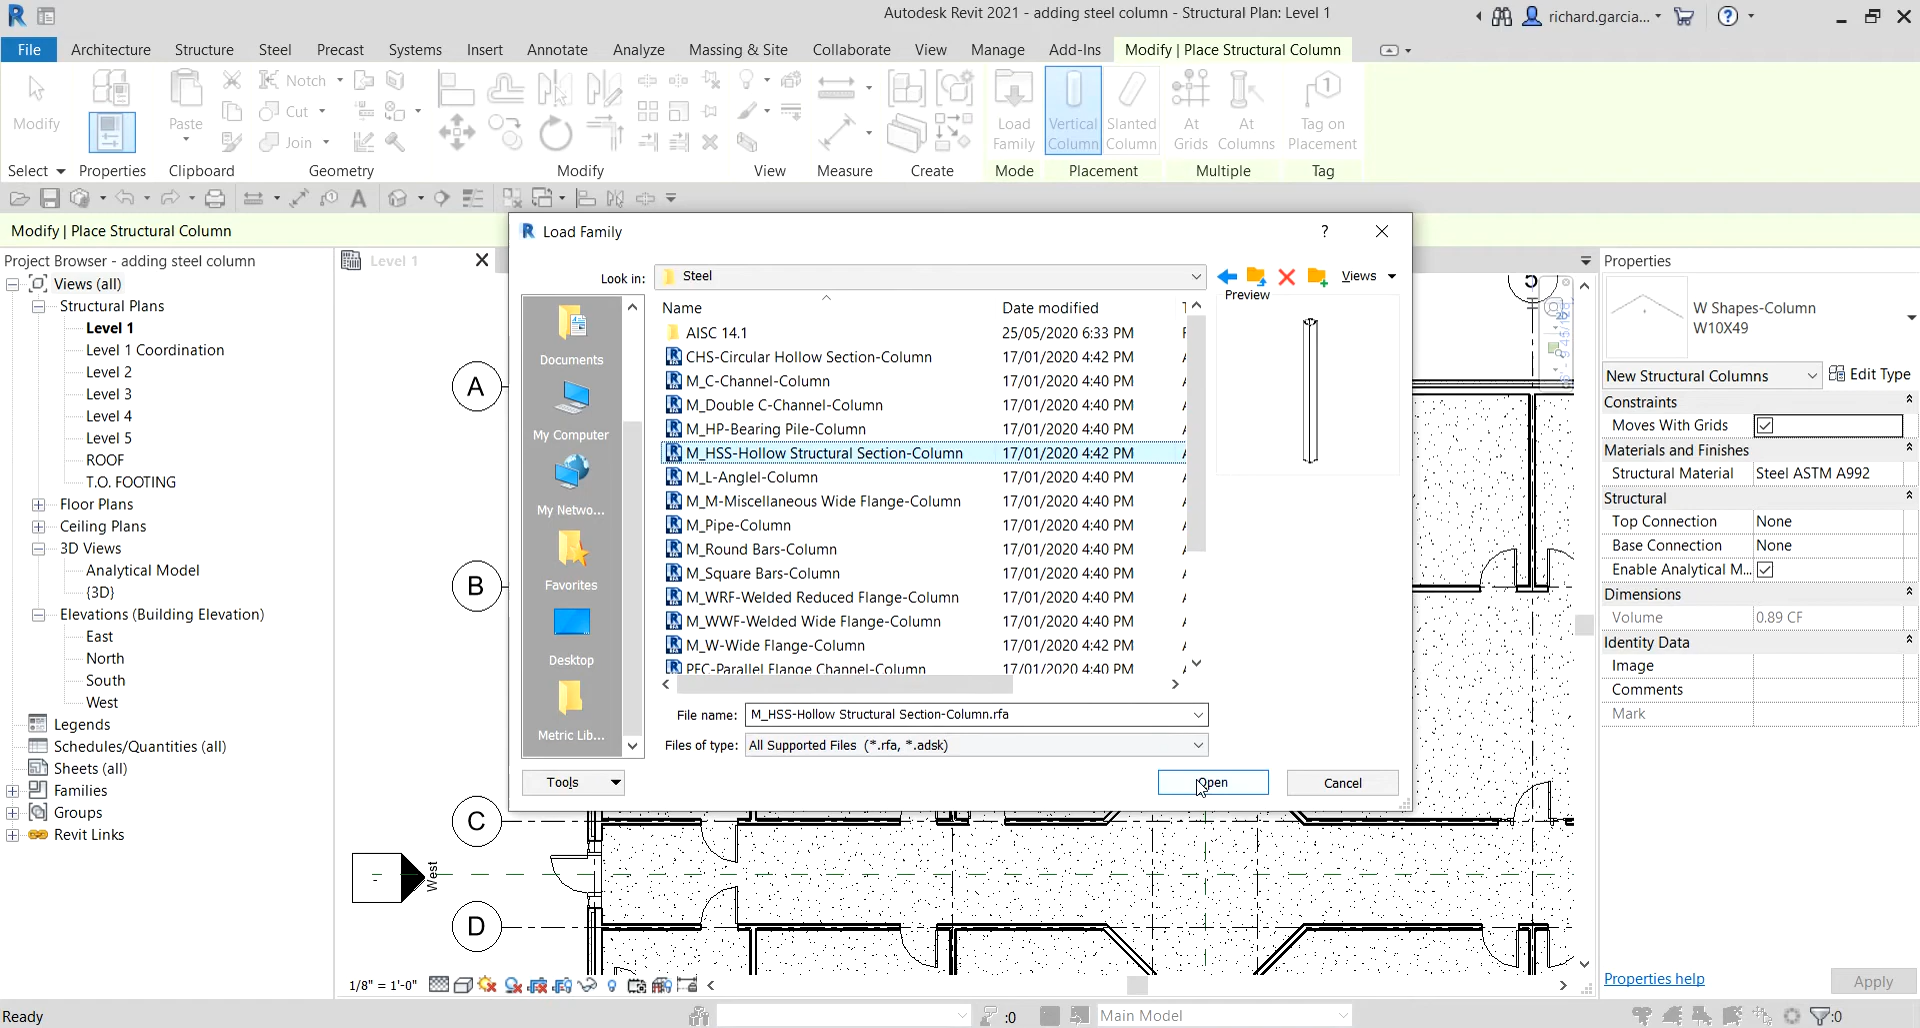 Autodesk Revit 2021 - adding steel column - Structural Plan: Level 1
richard.garcia...
File Architecture Structure Steel Precast Systems Insert Annotate Analyze Massing & Site Collaborate View Manage Add-Ins Modify | Place Structural Column
Modify
Paste
Notch
Cut
Join
Load Family
Vertical Column
Slanted Column
At Grids
At Columns
Tag on Placement
Select Properties Clipboard Geometry Modify View Measure Create Mode Placement Multiple Tag
Modify | Place Structural Column
Project Browser - adding steel column
Views (all)
Structural Plans
Level 1
Level 1 Coordination
Level 2
Level 3
Level 4
Level 5
ROOF
T.O. FOOTING
Floor Plans
Ceiling Plans
3D Views
Analytical Model
{3D}
Elevations (Building Elevation)
East
North
South
West
Legends
Schedules/Quantities (all)
Sheets (all)
Families
Groups
Revit Links
Level 1
A
B
C
D
5
West
Load Family
?
Look in: Steel
Views
Preview
Documents
My Computer
My Netwo...
Favorites
Desktop
Metric Lib...
Name Date modified
AISC 14.1 25/05/2020 6:33 PM
CHS-Circular Hollow Section-Column 17/01/2020 4:42 PM
M_C-Channel-Column 17/01/2020 4:40 PM
M_Double C-Channel-Column 17/01/2020 4:40 PM
M_HP-Bearing Pile-Column 17/01/2020 4:40 PM
M_HSS-Hollow Structural Section-Column 17/01/2020 4:42 PM
M_L-Anglel-Column 17/01/2020 4:40 PM
M_M-Miscellaneous Wide Flange-Column 17/01/2020 4:40 PM
M_Pipe-Column 17/01/2020 4:40 PM
M_Round Bars-Column 17/01/2020 4:40 PM
M_Square Bars-Column 17/01/2020 4:40 PM
M_WRF-Welded Reduced Flange-Column 17/01/2020 4:40 PM
M_WWF-Welded Wide Flange-Column 17/01/2020 4:40 PM
M_W-Wide Flange-Column 17/01/2020 4:42 PM
PFC-Parallel Flange Channel-Column 17/01/2020 4:40 PM
File name: M_HSS-Hollow Structural Section-Column.rfa
Files of type: All Supported Files (*.rfa, *.adsk)
Tools
Open
Cancel
Properties
W Shapes-Column
W10X49
New Structural Columns Edit Type
Constraints
Moves With Grids
Materials and Finishes
Structural Material Steel ASTM A992
Structural
Top Connection None
Base Connection None
Enable Analytical M...
Dimensions
Volume 0.89 CF
Identity Data
Image
Comments
Mark
Properties help
Apply
1/8" = 1'-0"
Ready
:0
Main Model
:0